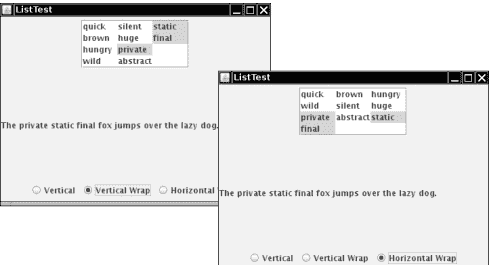 ListTest
quick silent static
brown huge final
hungry private
wild abstract
The private static final fox jumps over the lazy dog.
Vertical Vertical Wrap Horizontal
ListTest
quick brown hungry
wild silent huge
private abstract static
final
The private static final fox jumps over the lazy dog.
Vertical Vertical Wrap Horizontal Wrap